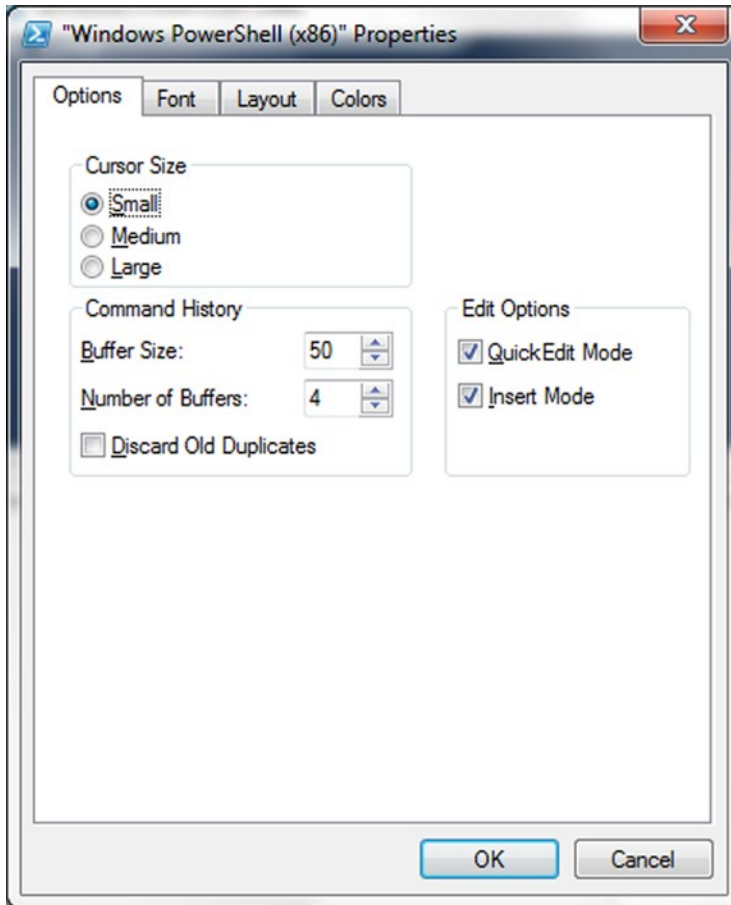 "Windows PowerShell (x86)" Properties
Options Font Layout Colors
Cursor Size
Small
Medium
Large
Command History
Buffer Size: 50
Number of Buffers: 4
Discard Old Duplicates
Edit Options
QuickEdit Mode
Insert Mode
OK Cancel